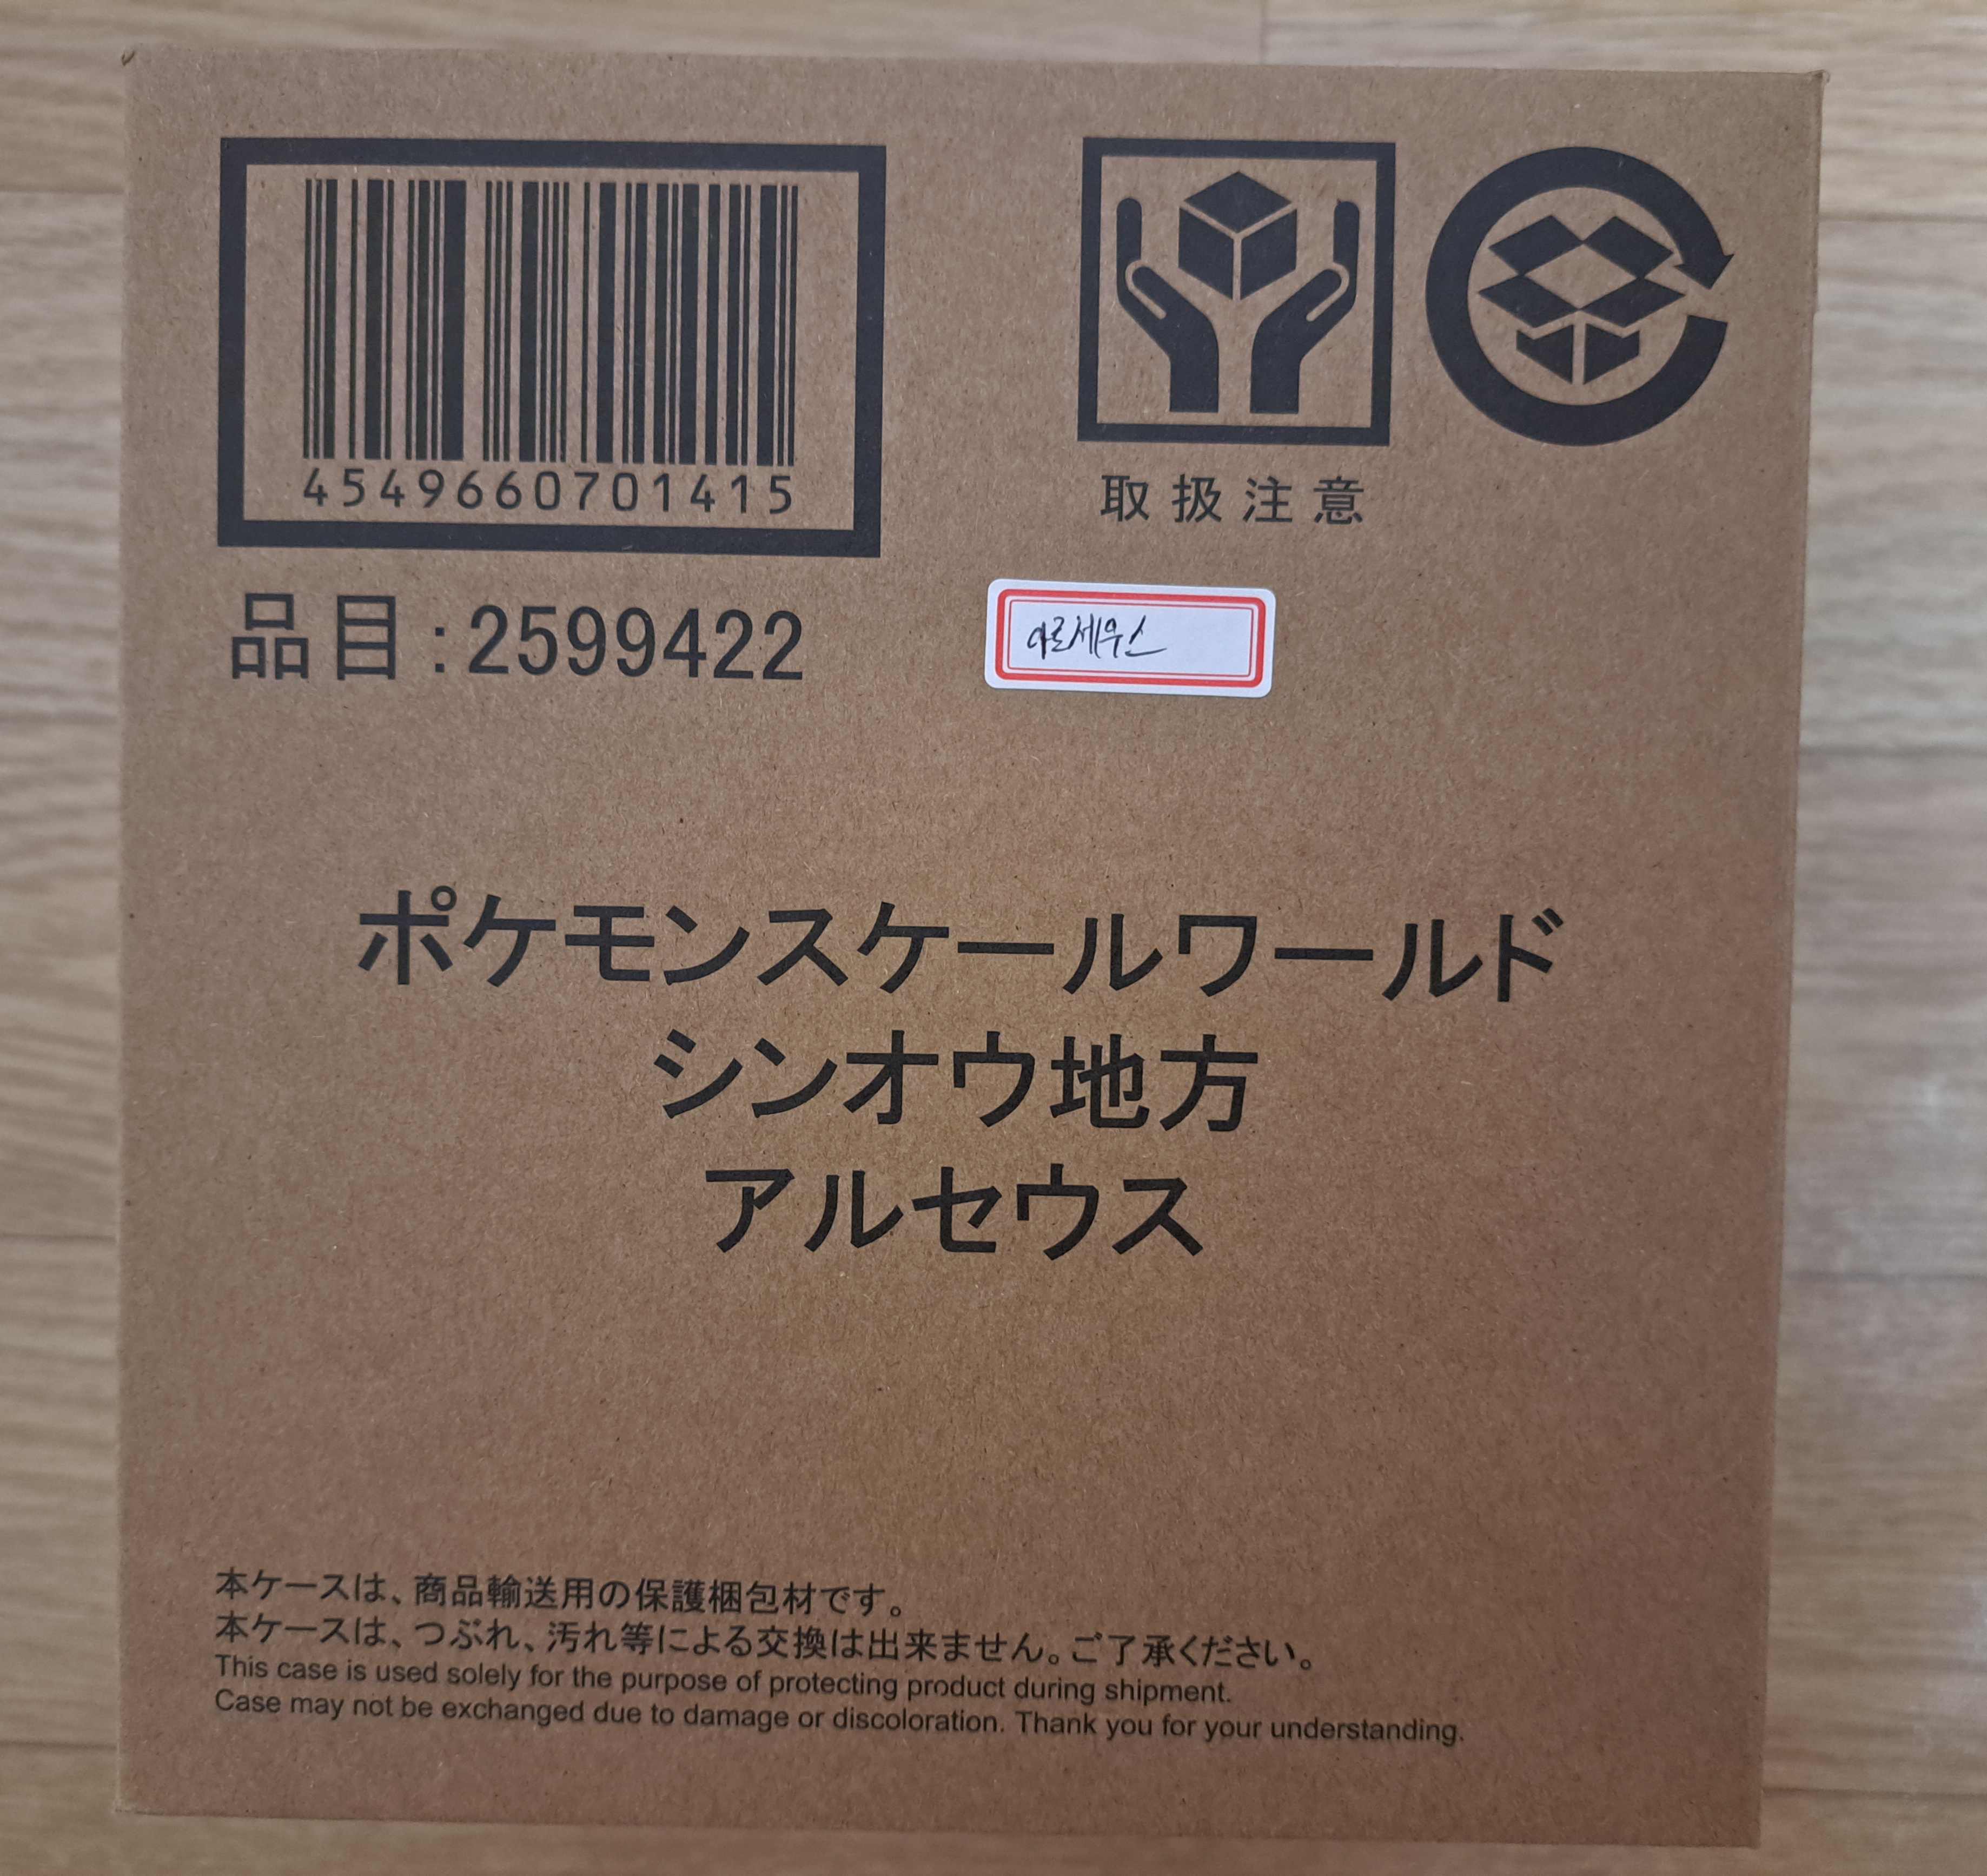 4549660701415
取扱注意
品目:2599422
아르세우스
ポケモンスケールワールド
シンオウ地方
アルセウス
本ケースは、商品輸送用の保護梱包材です。
本ケースは、つぶれ、汚れ等による交換は出来ません。ご了承ください。
This case is used solely for the purpose of protecting product during shipment.
Case may not be exchanged due to damage or discoloration. Thank you for your understanding.